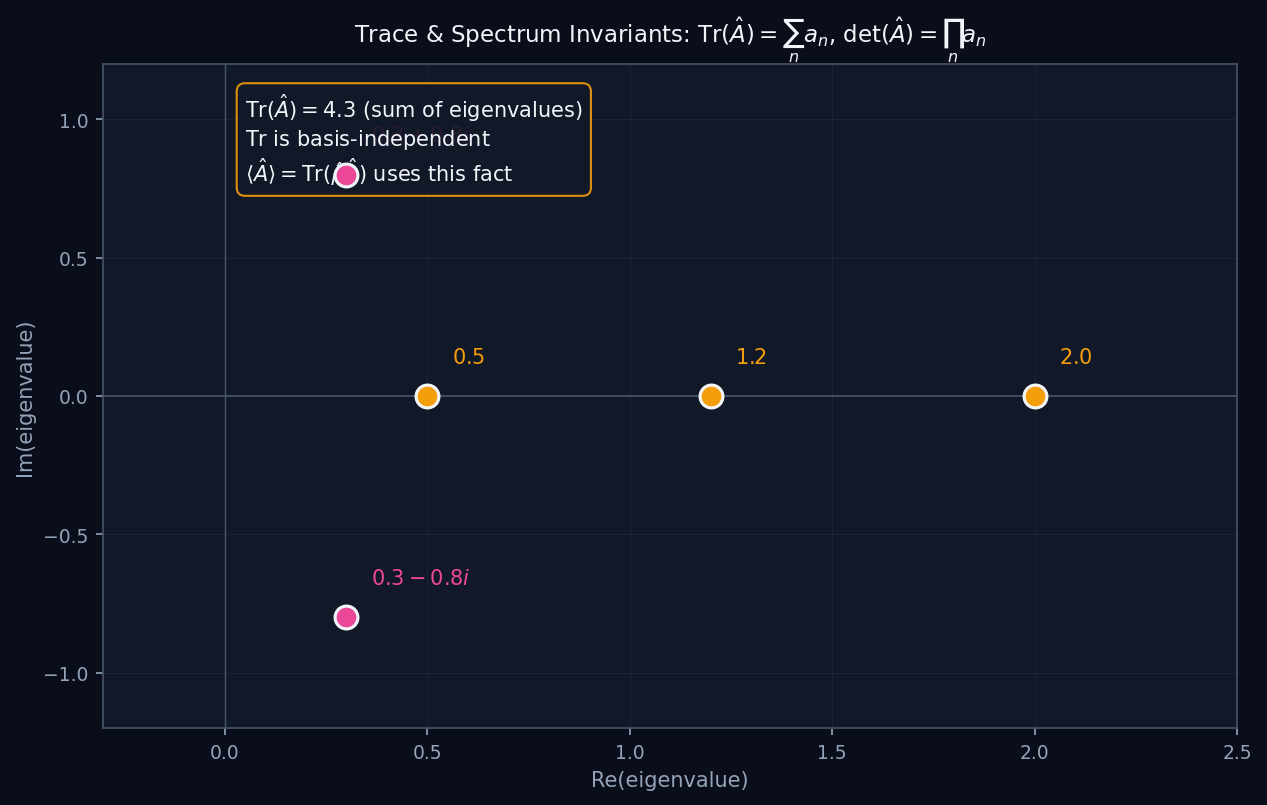 Trace & Spectrum Invariants: Tr(Â) = ∑ₙ aₙ, det(Â) = ∏ₙ aₙ
Tr(Â) = 4.3 (sum of eigenvalues)
Tr is basis-independent
⟨Â⟩ = Tr( ) uses this fact
1.0
0.5
0.0
−0.5
−1.0
Im(eigenvalue)
0.5
1.2
2.0
0.3 − 0.8i
0.0
0.5
1.0
1.5
2.0
2.5
Re(eigenvalue)